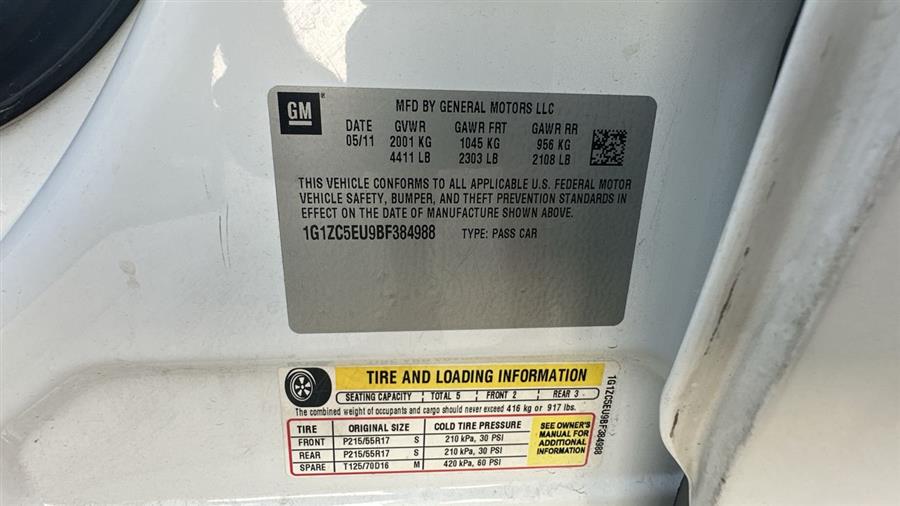 GM® MFD BY GENERAL MOTORS LLC
DATE GVWR GAWR FRT GAWR RR
05/11 2001 KG 1045 KG 956 KG
4411 LB 2303 LB 2108 LB
THIS VEHICLE CONFORMS TO ALL APPLICABLE U.S. FEDERAL MOTOR
VEHICLE SAFETY, BUMPER, AND THEFT PREVENTION STANDARDS IN
EFFECT ON THE DATE OF MANUFACTURE SHOWN ABOVE.
1G1ZC5EU9BF384988 TYPE: PASS CAR
TIRE AND LOADING INFORMATION
SEATING CAPACITY TOTAL 5 FRONT 2 REAR 3
The combined weight of occupants and cargo should never exceed 416 kg or 917 lbs.
TIRE ORIGINAL SIZE COLD TIRE PRESSURE
FRONT P215/55R17 S 210 kPa, 30 PSI
REAR P215/55R17 S 210 kPa, 30 PSI
SPARE T125/70D16 M 420 kPa, 60 PSI
SEE OWNER'S
MANUAL FOR
ADDITIONAL
INFORMATION
1G1ZC5EU9BF384988